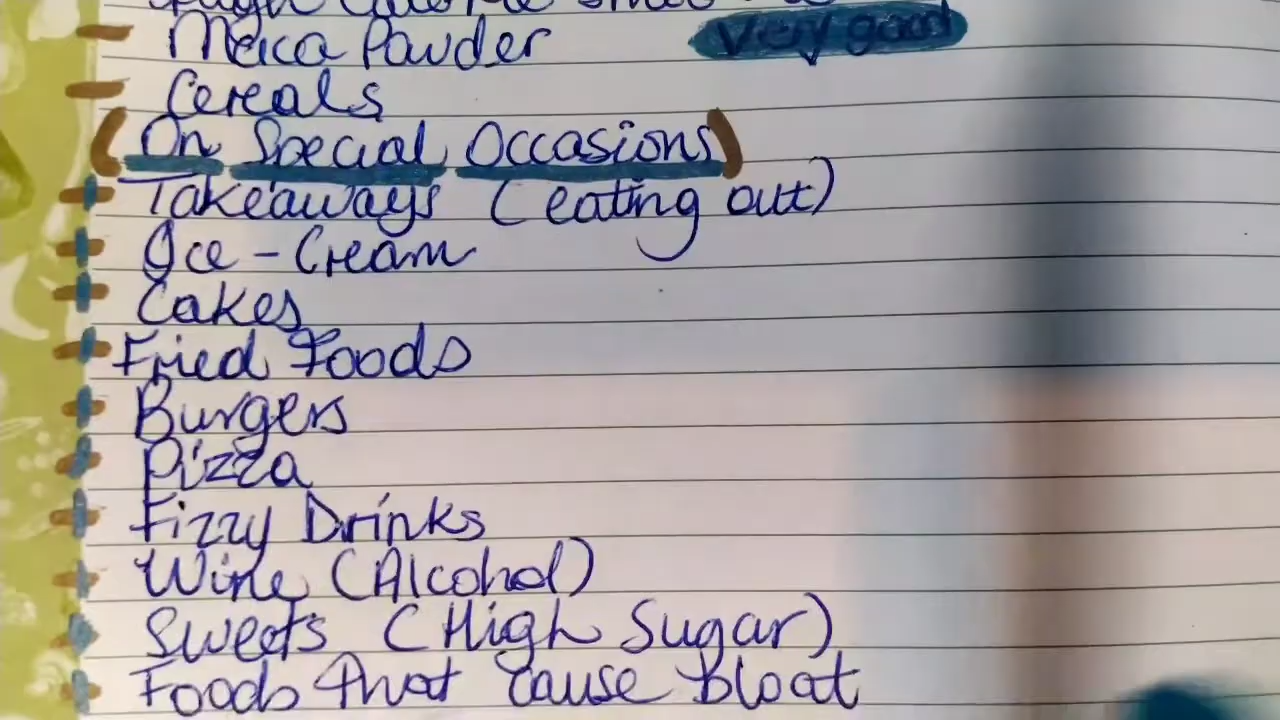 Maca Powder Very good
Cereals
(On Special Occasions)
Takeaways (eating out)
Ice-Cream
Cakes
Fried Foods
Burgers
Pizza
Fizzy Drinks
Wine (Alcohol)
Sweets (High Sugar)
Foods that cause bloat